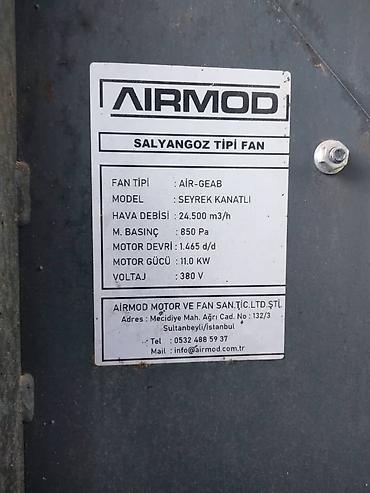 AIRMOD
SALYANGOZ TİPİ FAN
FAN TİPİ : AİR-GEAB
MODEL : SEYREK KANATLI
HAVA DEBİSİ : 24.500 m3/h
M. BASINÇ : 850 Pa
MOTOR DEVRİ : 1.465 d/d
MOTOR GÜCÜ : 11.0 KW
VOLTAJ : 380 V
AİRMOD MOTOR VE FAN SAN.TİC.LTD.ŞTİ.
Adres : Mecidiye Mah. Ağrı Cad. No : 132/3
Sultanbeyli/İstanbul
Tel : 0532 488 59 37
Mail : info@airmod.com.tr